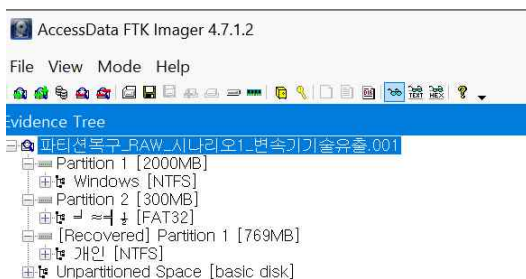 AccessData FTK Imager 4.7.1.2
File View Mode Help
Evidence Tree
파티션복구_RAW_시나리오1_변속기기술유출.001
Partition 1 [2000MB]
Windows [NTFS]
Partition 2 [300MB]
[FAT32]
[Recovered] Partition 1 [769MB]
개인 [NTFS]
Unpartitioned Space [basic disk]